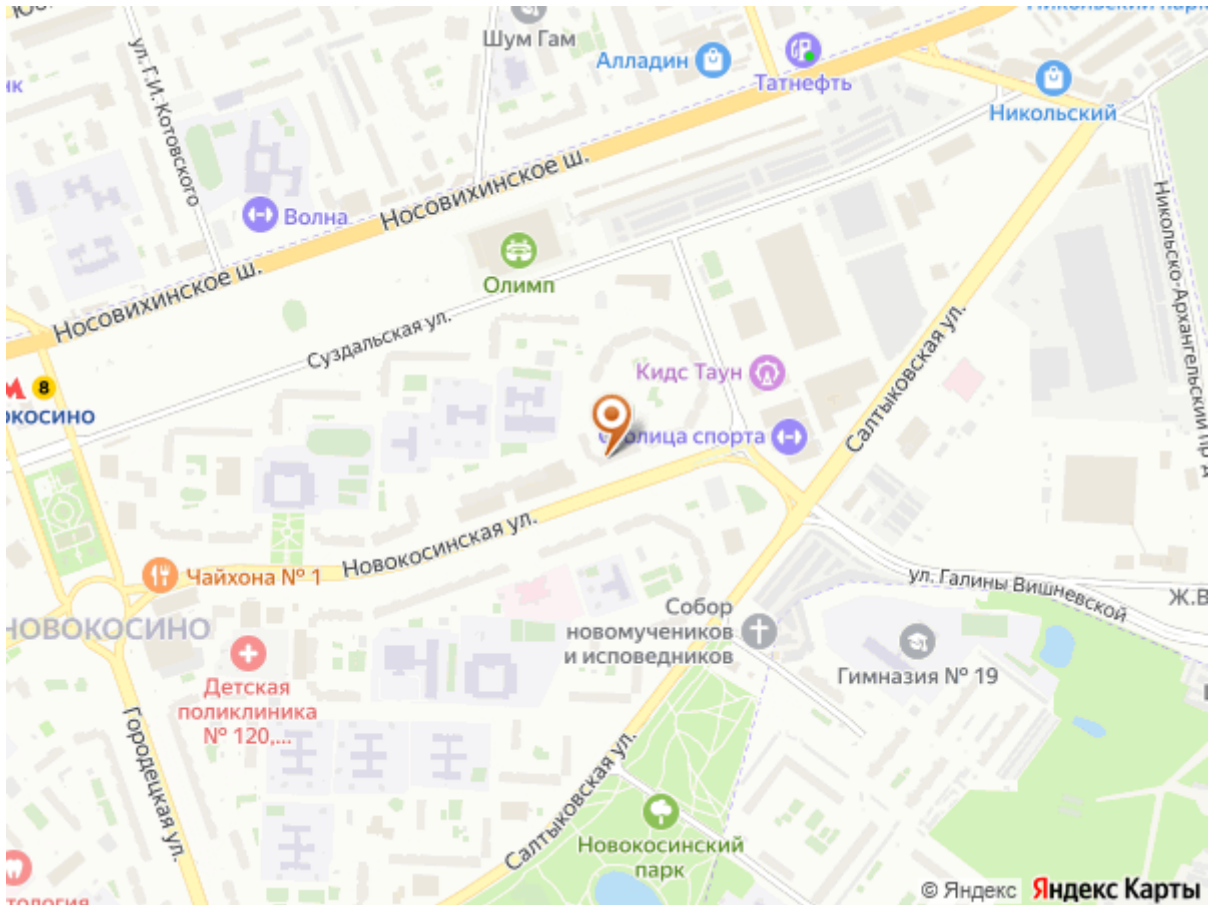 Шум Гам
Алладин
Татнефть
Никольский
ул. Г.И. Котовского
Носовихинское ш.
Волна
Олимп
Носовихинское ш.
Суздальская ул.
Кидс Таун
Салтыковская ул.
8
Столица спорта
Новокосинская ул.
Чайхона № 1
ул. Галины Вишневской
Собор
новомучеников
и исповедников
Гимназия № 19
НОВОКОСИНО
Детская
поликлиника
№ 120,...
Городецкая ул.
Салтыковская ул.
Новокосинский
парк
© Яндекс Яндекс Карты